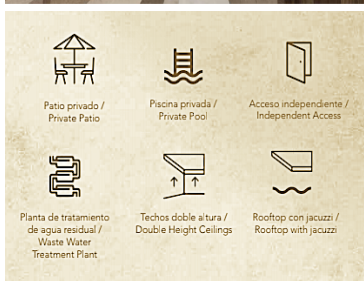 Patio privado /
Private Patio
Piscina privada /
Private Pool
Acceso independiente /
Independent Access
Planta de tratamiento
de agua residual /
Waste Water
Treatment Plant
Techos doble altura /
Double Height Ceilings
Rooftop con jacuzzi /
Rooftop with jacuzzi